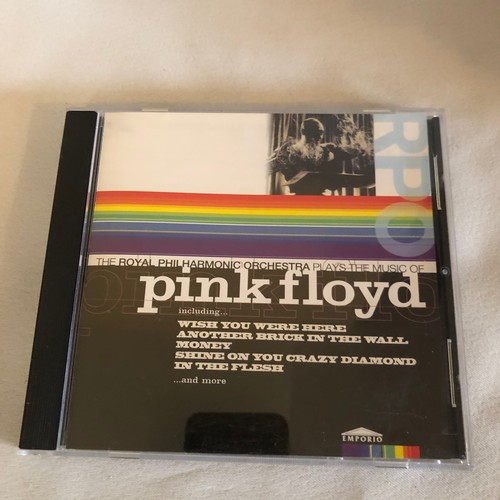 RPO
THE ROYAL PHILHARMONIC ORCHESTRA PLAYS THE MUSIC OF
pink floyd
including...
WISH YOU WERE HERE
ANOTHER BRICK IN THE WALL
MONEY
SHINE ON YOU CRAZY DIAMOND
IN THE FLESH
...and more
EMPORIO